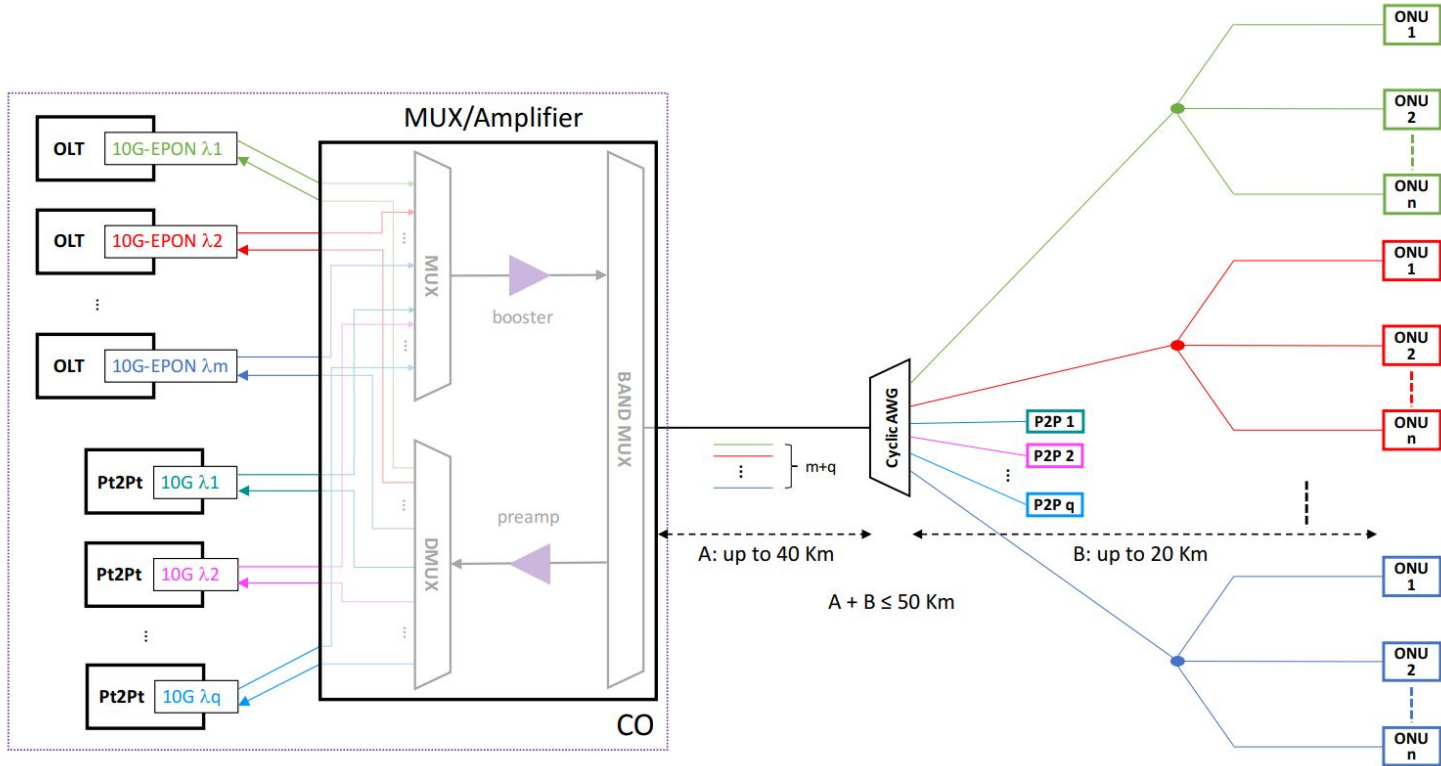 MUX/Amplifier
OLT
10G-EPON λ1
OLT
10G-EPON λ2
⋮
OLT
10G-EPON λm
Pt2Pt
10G λ1
Pt2Pt
10G λ2
⋮
Pt2Pt
10G λq
MUX
⋮
⋮
booster
BAND MUX
DMUX
⋮
⋮
preamp
CO
⋮
m+q
Cyclic AWG
A: up to 40 Km
B: up to 20 Km
A + B ≤ 50 Km
P2P 1
P2P 2
⋮
P2P q
ONU
1
ONU
2
ONU
n
ONU
1
ONU
2
ONU
n
ONU
1
ONU
2
ONU
n